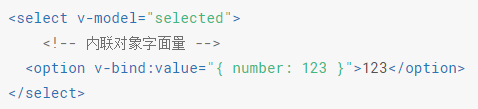 <select v-model="selected">
<!-- 内联对象字面量 -->
<option v-bind:value="{ number: 123 }">123</option>
</select>